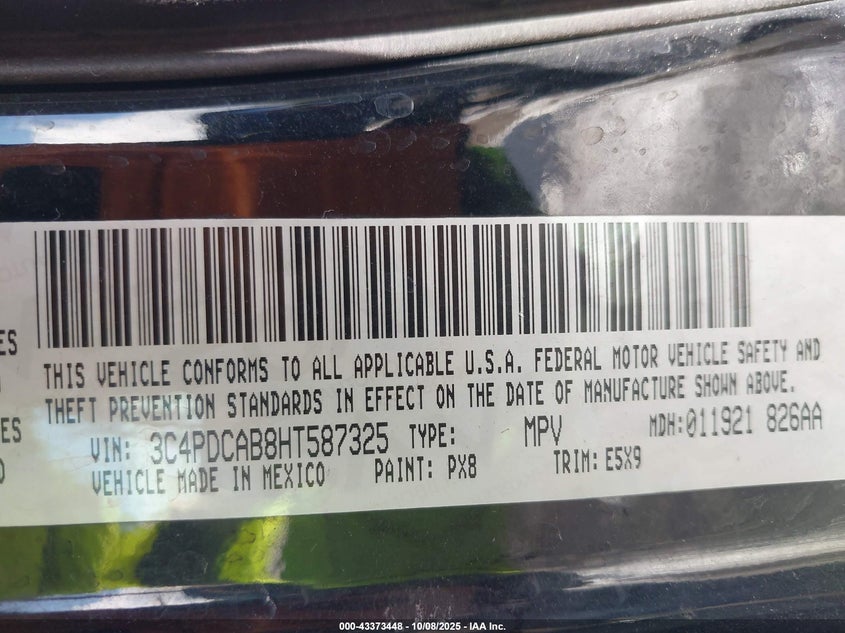 ES
THIS VEHICLE CONFORMS TO ALL APPLICABLE U.S.A. FEDERAL MOTOR VEHICLE SAFETY AND
THEFT PREVENTION STANDARDS IN EFFECT ON THE DATE OF MANUFACTURE SHOWN ABOVE.
ES
VIN: 3C4PDCAB8HT587325 TYPE: MPV MDH:011921 826AA
VEHICLE MADE IN MEXICO PAINT: PX8 TRIM: E5X9
000-43373448 - 10/08/2025 - IAA Inc.